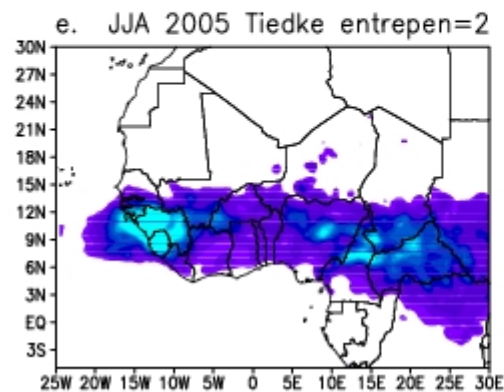 e. JJA 2005 Tiedke entrepen=2
30N
27N
24N
21N
18N
15N
12N
9N
6N
3N
EQ
3S
25W 20W 15W 10W 5W 0 5E 10E 15E 20E 25E 30E